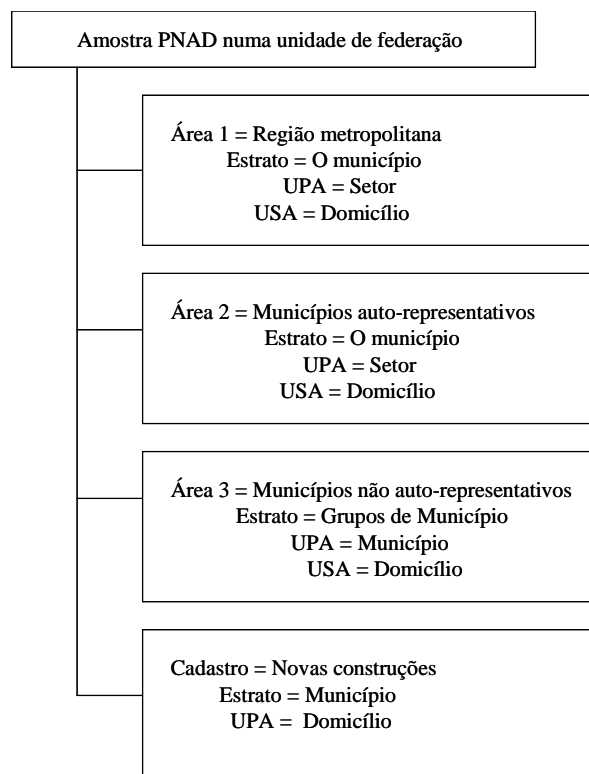 Amostra PNAD numa unidade de federação
Área 1 = Região metropolitana
Estrato = O município
UPA = Setor
USA = Domicílio
Área 2 = Municípios auto-representativos
Estrato = O município
UPA = Setor
USA = Domicílio
Área 3 = Municípios não auto-representativos
Estrato = Grupos de Município
UPA = Município
USA = Domicílio
Cadastro = Novas construções
Estrato = Município
UPA = Domicílio